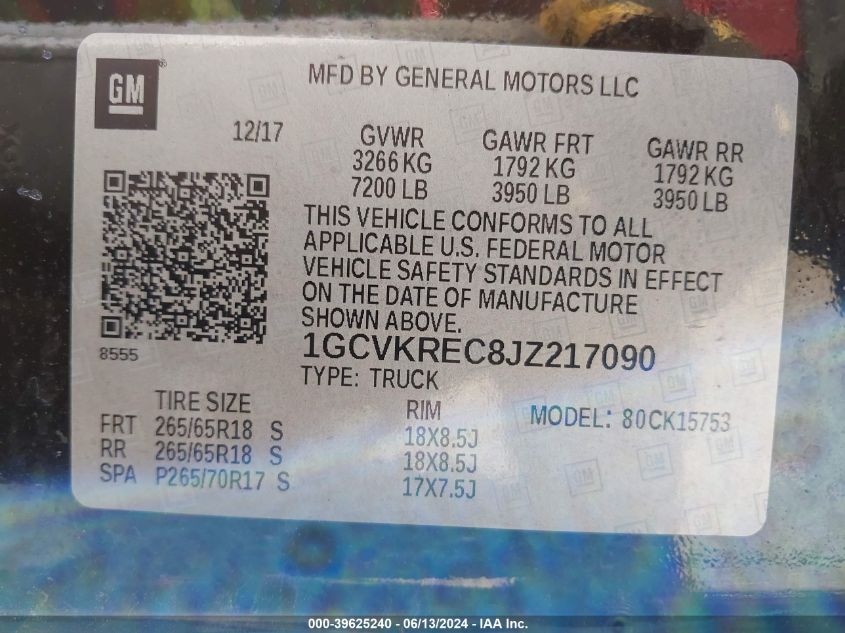 GM
MFD BY GENERAL MOTORS LLC
12/17
GVWR GAWR FRT GAWR RR
3266 KG 1792 KG 1792 KG
7200 LB 3950 LB 3950 LB
THIS VEHICLE CONFORMS TO ALL
APPLICABLE U.S. FEDERAL MOTOR
VEHICLE SAFETY STANDARDS IN EFFECT
ON THE DATE OF MANUFACTURE
SHOWN ABOVE.
8555
1GCVKREC8JZ217090
TYPE: TRUCK
TIRE SIZE RIM MODEL: 80CK15753
FRT 265/65R18 S 18X8.5J
RR 265/65R18 S 18X8.5J
SPA P265/70R17 S 17X7.5J
000-39625240 - 06/13/2024 - IAA Inc.